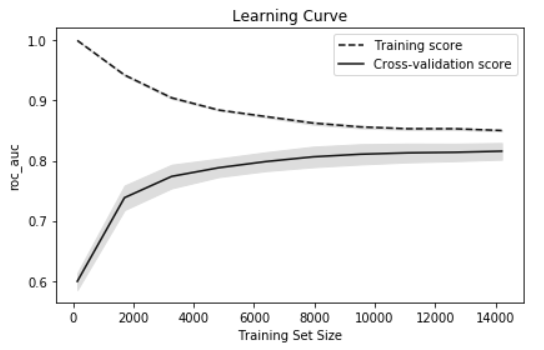 Learning Curve
Training score
Cross-validation score
1.0
0.9
0.8
0.7
0.6
roc_auc
0 2000 4000 6000 8000 10000 12000 14000
Training Set Size